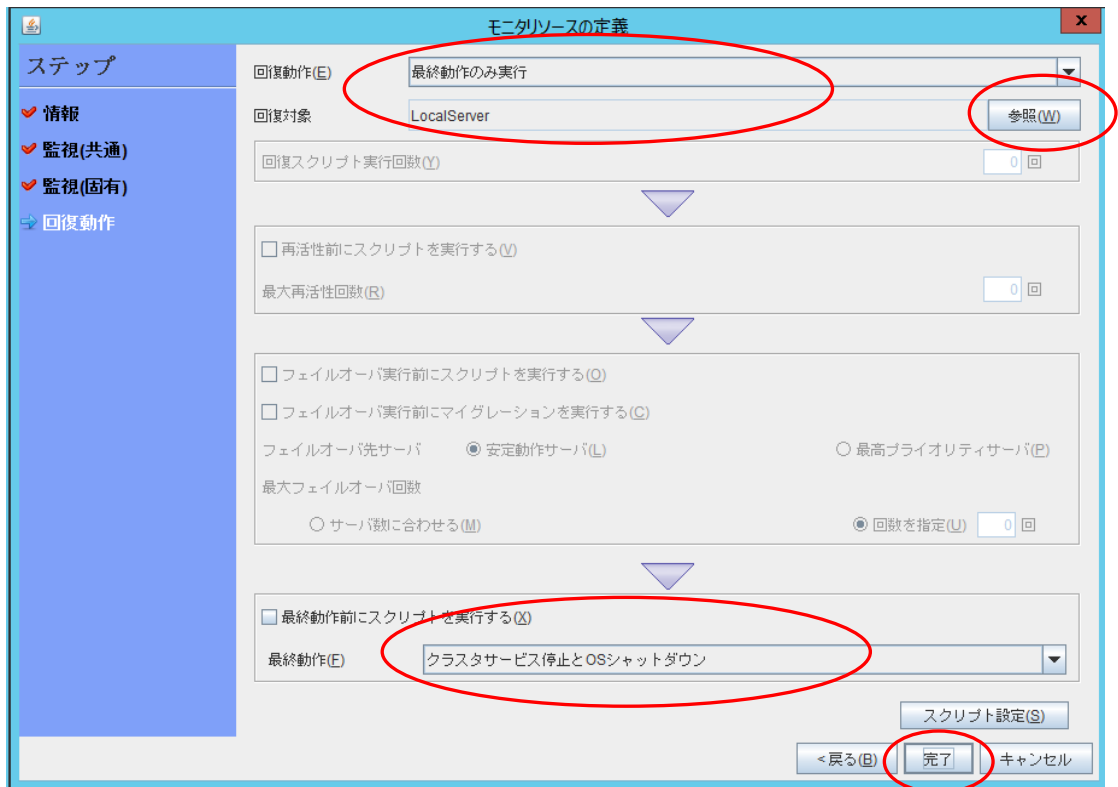 モニタリソースの定義
x
ステップ
情報
監視(共通)
監視(固有)
回復動作
回復動作(E) 最終動作のみ実行
回復対象 LocalServer 参照(W)
回復スクリプト実行回数(Y) 0 回
再活性前にスクリプトを実行する(V)
最大再活性回数(R) 0 回
フェイルオーバ実行前にスクリプトを実行する(O)
フェイルオーバ実行前にマイグレーションを実行する(C)
フェイルオーバ先サーバ 安定動作サーバ(L) 最高プライオリティサーバ(P)
最大フェイルオーバ回数
サーバ数に合わせる(M) 回数を指定(U) 0 回
最終動作前にスクリプトを実行する(X)
最終動作(F) クラスタサービス停止とOSシャットダウン
スクリプト設定(S)
<戻る(B) 完了 キャンセル